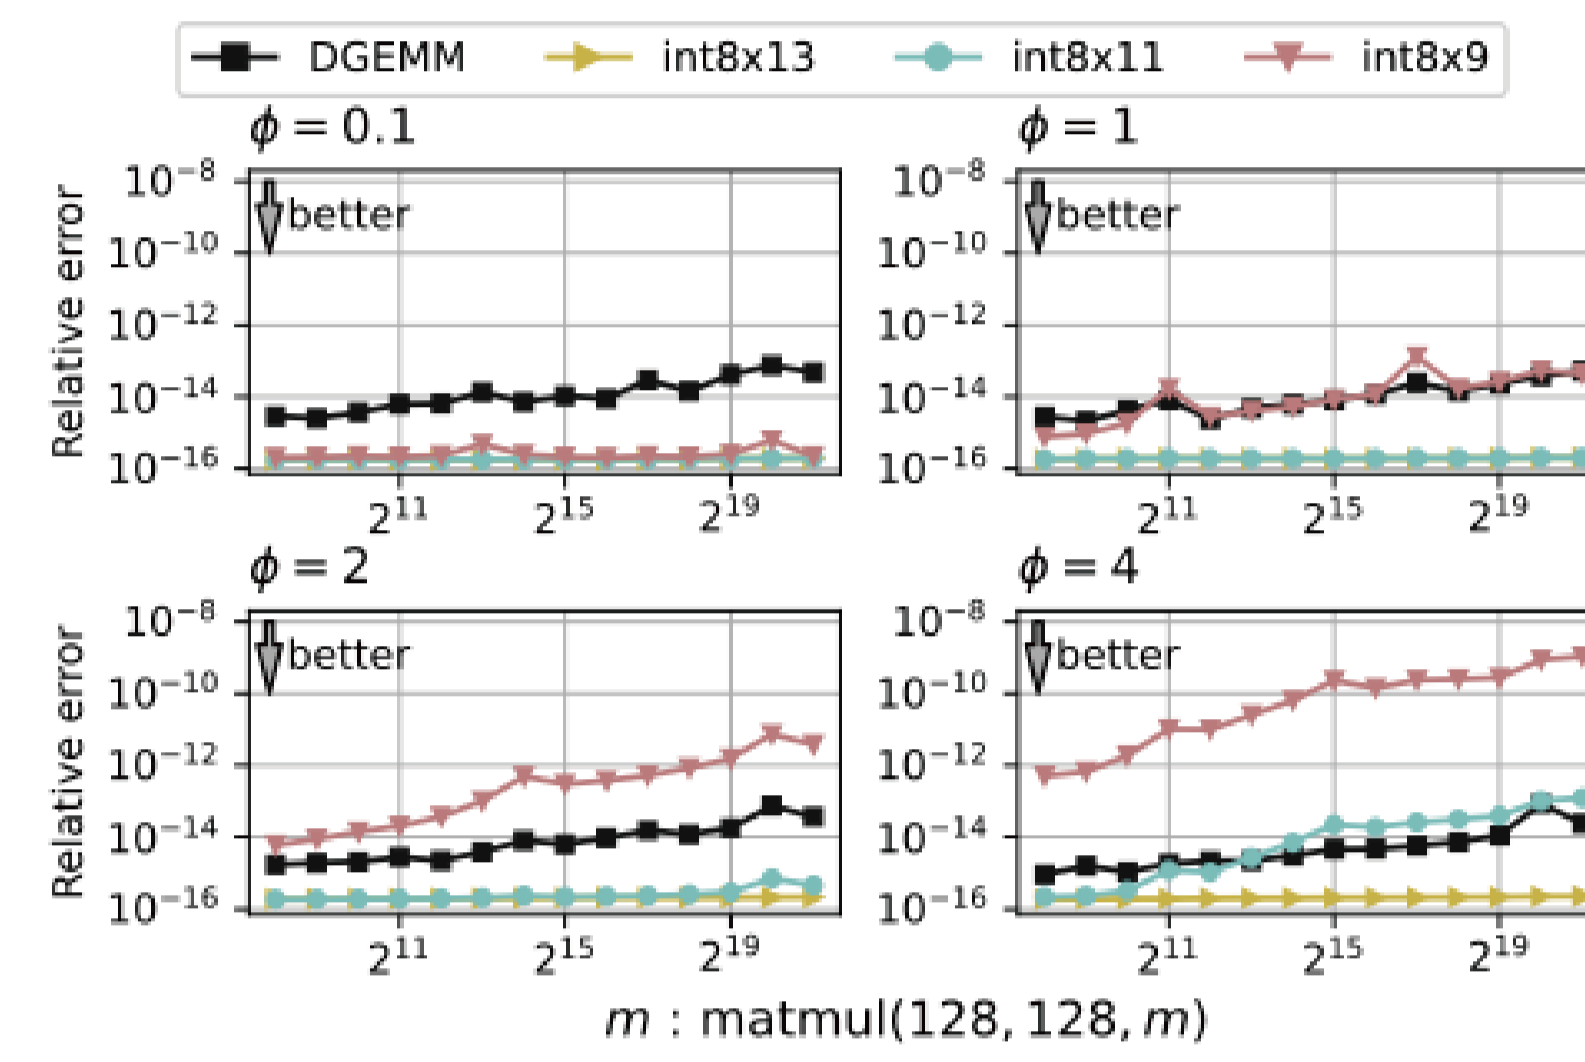 DGEMM int8x13 int8x11 int8x9
ϕ = 0.1 ϕ = 1
Relative error
10⁻⁸ 10⁻¹⁰ 10⁻¹² 10⁻¹⁴ 10⁻¹⁶
better
2¹¹ 2¹⁵ 2¹⁹
10⁻⁸ 10⁻¹⁰ 10⁻¹² 10⁻¹⁴ 10⁻¹⁶
better
2¹¹ 2¹⁵ 2¹⁹
ϕ = 2 ϕ = 4
Relative error
10⁻⁸ 10⁻¹⁰ 10⁻¹² 10⁻¹⁴ 10⁻¹⁶
better
2¹¹ 2¹⁵ 2¹⁹
10⁻⁸ 10⁻¹⁰ 10⁻¹² 10⁻¹⁴ 10⁻¹⁶
better
2¹¹ 2¹⁵ 2¹⁹
m : matmul(128, 128, m)